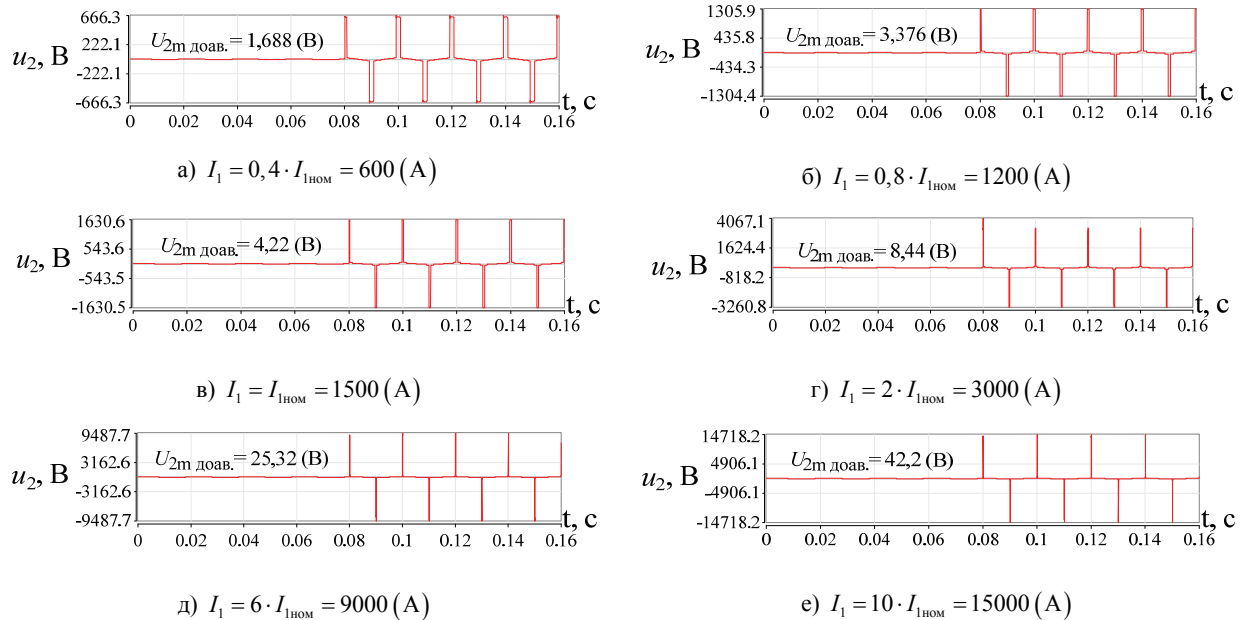 666.3
222.1
-222.1
-666.3
u₂, В
U₂ₘ доав.= 1,688 (В)
t, с
0 0.02 0.04 0.06 0.08 0.1 0.12 0.14 0.16
а) I₁ = 0,4 · I₁ном = 600 (А)
1305.9
435.8
-434.3
-1304.4
u₂, В
U₂ₘ доав.= 3,376 (В)
t, с
0 0.02 0.04 0.06 0.08 0.1 0.12 0.14 0.16
б) I₁ = 0,8 · I₁ном = 1200 (А)
1630.6
543.6
-543.5
-1630.5
u₂, В
U₂ₘ доав.= 4,22 (В)
t, с
0 0.02 0.04 0.06 0.08 0.1 0.12 0.14 0.16
в) I₁ = I₁ном = 1500 (А)
4067.1
1624.4
-818.2
-3260.8
u₂, В
U₂ₘ доав.= 8,44 (В)
t, с
0 0.02 0.04 0.06 0.08 0.1 0.12 0.14 0.16
г) I₁ = 2 · I₁ном = 3000 (А)
9487.7
3162.6
-3162.6
-9487.7
u₂, В
U₂ₘ доав.= 25,32 (В)
t, с
0 0.02 0.04 0.06 0.08 0.1 0.12 0.14 0.16
д) I₁ = 6 · I₁ном = 9000 (А)
14718.2
4906.1
-4906.1
-14718.2
u₂, В
U₂ₘ доав.= 42,2 (В)
t, с
0 0.02 0.04 0.06 0.08 0.1 0.12 0.14 0.16
е) I₁ = 10 · I₁ном = 15000 (А)